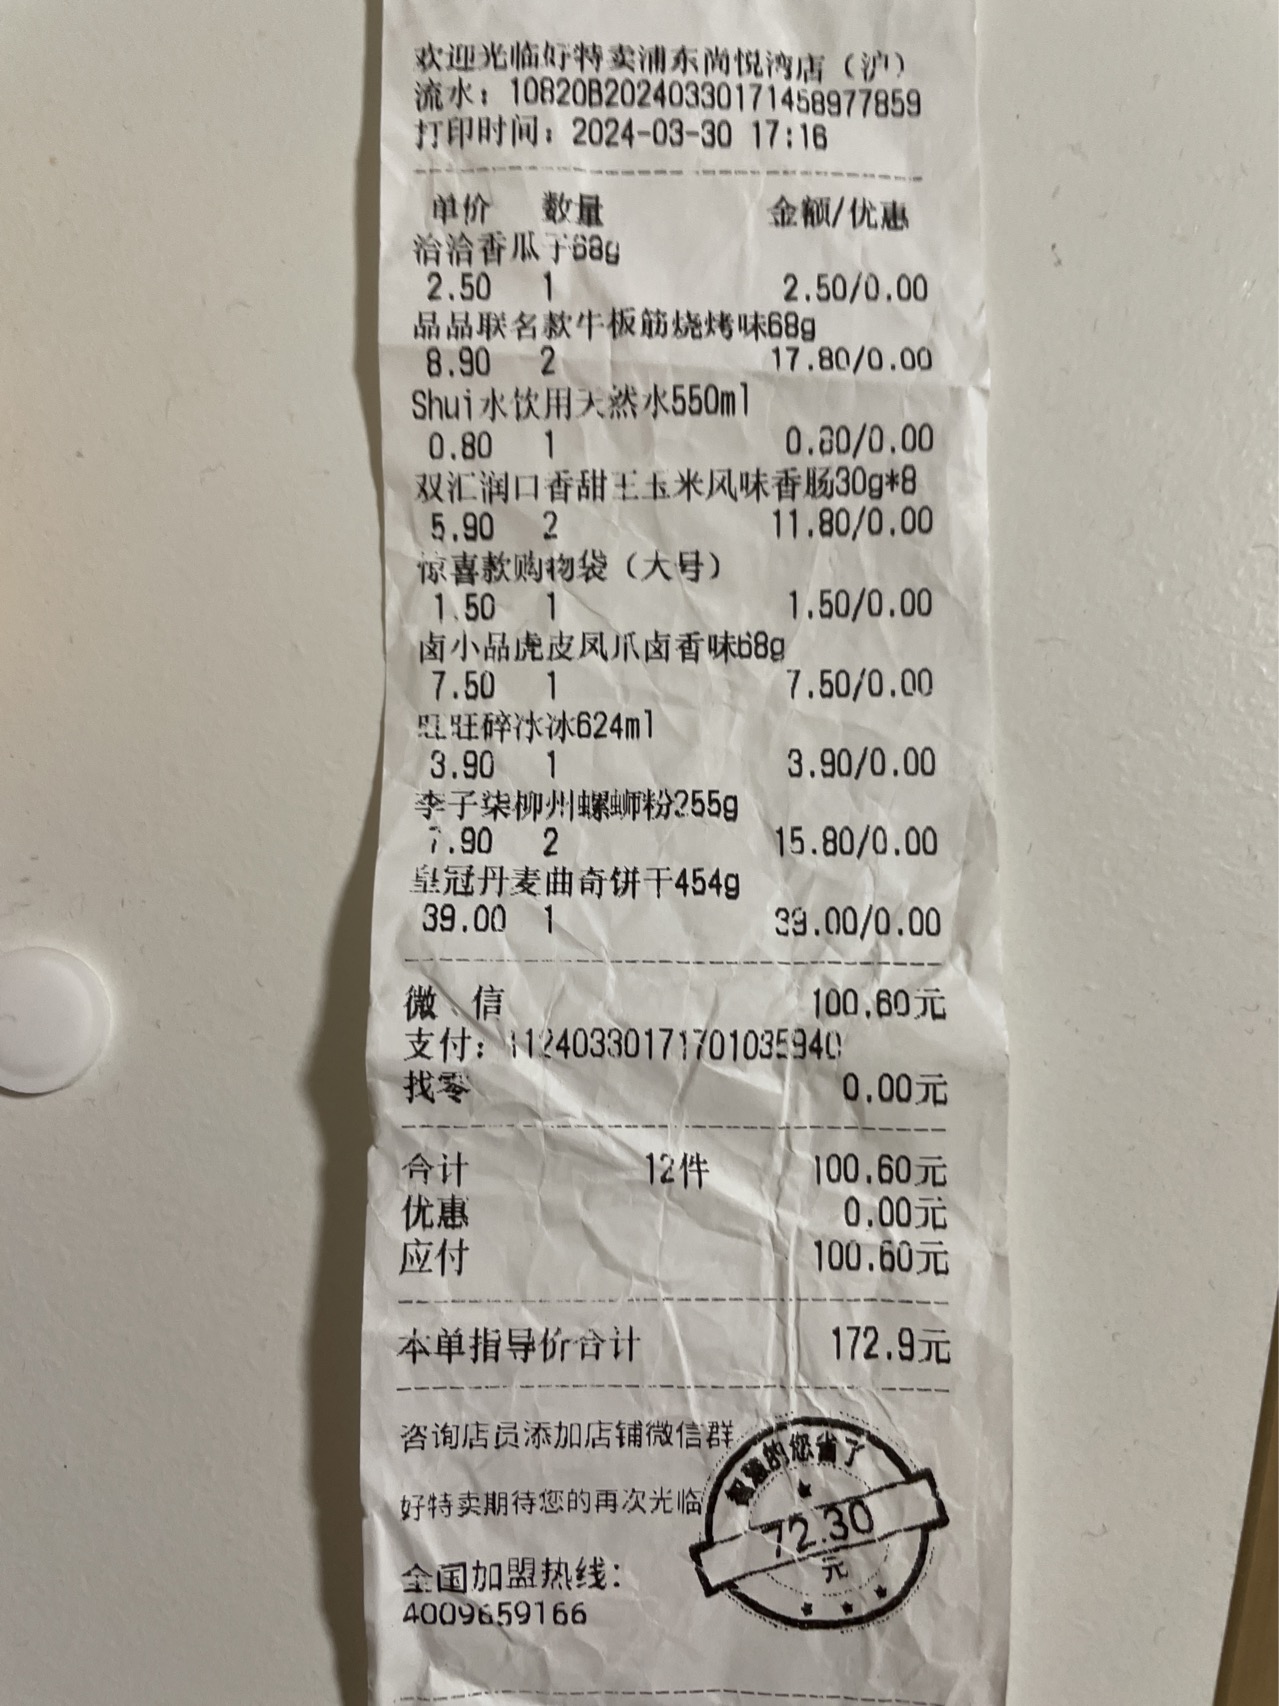 欢迎光临好特卖浦东尚悦湾店（沪）
流水：10820B20240330171458977859
打印时间：2024-03-30 17:16
单价 数量 金额/优惠
洽洽香瓜子68g
2.50 1 2.50/0.00
品品联名款牛板筋烧烤味68g
8.90 2 17.80/0.00
Shui水饮用天然水550ml
0.80 1 0.80/0.00
双汇润口香甜王玉米风味香肠30g*8
5.90 2 11.80/0.00
惊喜款购物袋（大号）
1.50 1 1.50/0.00
卤小品虎皮凤爪卤香味68g
7.50 1 7.50/0.00
旺旺碎冰冰624ml
3.90 1 3.90/0.00
李子柒柳州螺蛳粉255g
7.90 2 15.80/0.00
皇冠丹麦曲奇饼干454g
39.00 1 39.00/0.00
微 信 100.60元
支付：11240330171701035940
找零 0.00元
合计 12件 100.60元
优惠 0.00元
应付 100.60元
本单指导价合计 172.9元
咨询店员添加店铺微信群
好特卖期待您的再次光临
的您省了
72.30
元
全国加盟热线：
4009659166